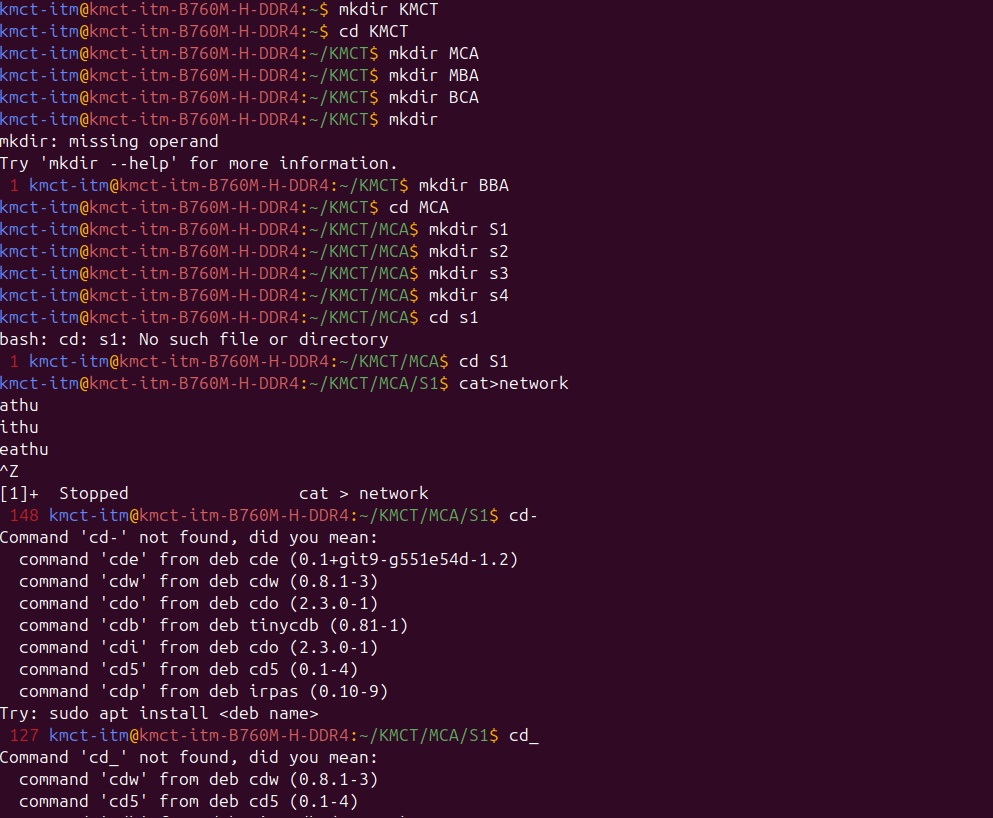 kmct-itm@kmct-itm-B760M-H-DDR4:~$ mkdir KMCT
kmct-itm@kmct-itm-B760M-H-DDR4:~$ cd KMCT
kmct-itm@kmct-itm-B760M-H-DDR4:~/KMCT$ mkdir MCA
kmct-itm@kmct-itm-B760M-H-DDR4:~/KMCT$ mkdir MBA
kmct-itm@kmct-itm-B760M-H-DDR4:~/KMCT$ mkdir BCA
kmct-itm@kmct-itm-B760M-H-DDR4:~/KMCT$ mkdir
mkdir: missing operand
Try 'mkdir --help' for more information.
1 kmct-itm@kmct-itm-B760M-H-DDR4:~/KMCT$ mkdir BBA
kmct-itm@kmct-itm-B760M-H-DDR4:~/KMCT$ cd MCA
kmct-itm@kmct-itm-B760M-H-DDR4:~/KMCT/MCA$ mkdir S1
kmct-itm@kmct-itm-B760M-H-DDR4:~/KMCT/MCA$ mkdir s2
kmct-itm@kmct-itm-B760M-H-DDR4:~/KMCT/MCA$ mkdir s3
kmct-itm@kmct-itm-B760M-H-DDR4:~/KMCT/MCA$ mkdir s4
kmct-itm@kmct-itm-B760M-H-DDR4:~/KMCT/MCA$ cd s1
bash: cd: s1: No such file or directory
1 kmct-itm@kmct-itm-B760M-H-DDR4:~/KMCT/MCA$ cd S1
kmct-itm@kmct-itm-B760M-H-DDR4:~/KMCT/MCA/S1$ cat>network
athu
ithu
eathu
^Z
[1]+  Stopped                 cat > network
148 kmct-itm@kmct-itm-B760M-H-DDR4:~/KMCT/MCA/S1$ cd-
Command 'cd-' not found, did you mean:
command 'cde' from deb cde (0.1+git9-g551e54d-1.2)
command 'cdw' from deb cdw (0.8.1-3)
command 'cdo' from deb cdo (2.3.0-1)
command 'cdb' from deb tinycdb (0.81-1)
command 'cdi' from deb cdo (2.3.0-1)
command 'cd5' from deb cd5 (0.1-4)
command 'cdp' from deb irpas (0.10-9)
Try: sudo apt install <deb name>
127 kmct-itm@kmct-itm-B760M-H-DDR4:~/KMCT/MCA/S1$ cd_
Command 'cd_' not found, did you mean:
command 'cdw' from deb cdw (0.8.1-3)
command 'cd5' from deb cd5 (0.1-4)